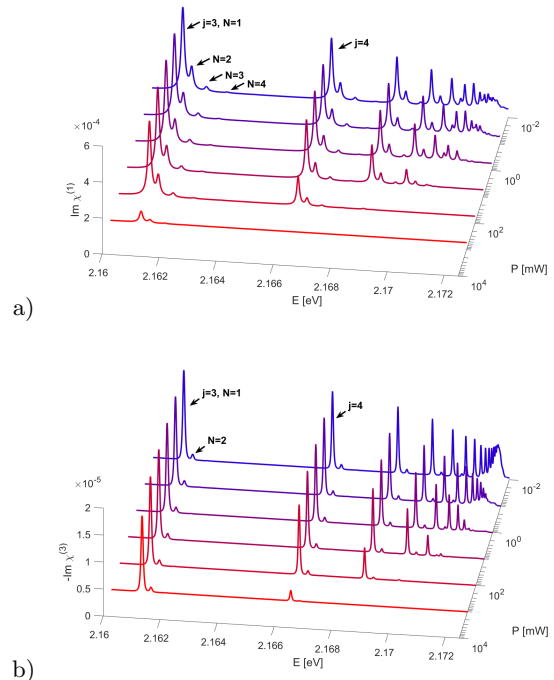 j=3, N=1
j=4
N=2
N=3
N=4
×10⁻⁴
6
4
2
0
Im χ⁽¹⁾
10⁻²
10⁰
10²
10⁴
P [mW]
2.16
2.162
2.164
2.166
2.168
2.17
2.172
E [eV]
a)
j=3, N=1
j=4
N=2
×10⁻⁵
2
1.5
1
0.5
0
-Im χ⁽³⁾
10⁻²
10⁰
10²
10⁴
P [mW]
2.16
2.162
2.164
2.166
2.168
2.17
2.172
E [eV]
b)